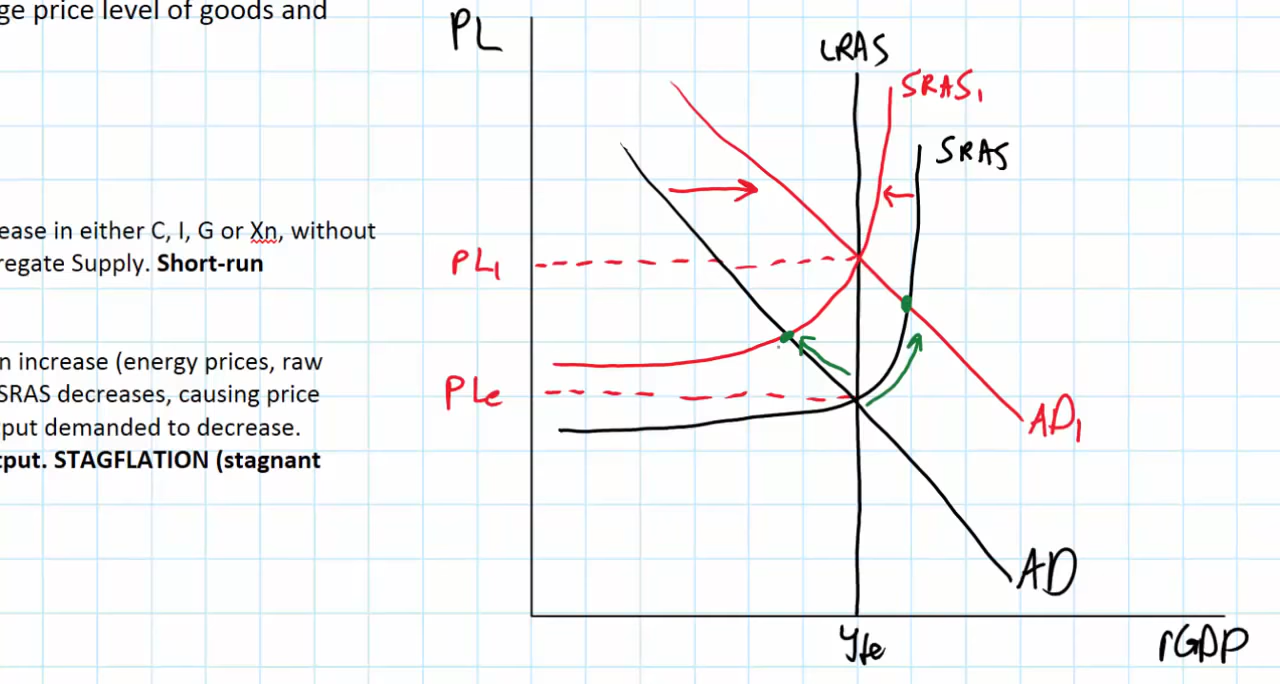 ge price level of goods and
ease in either C, I, G or Xn, without
regate Supply. Short-run
n increase (energy prices, raw
SRAS decreases, causing price
put demanded to decrease.
tput. STAGFLATION (stagnant
PL
LRAS
SRAS₁
SRAS
PL₁
PLe
AD₁
AD
Yfe
rGDP